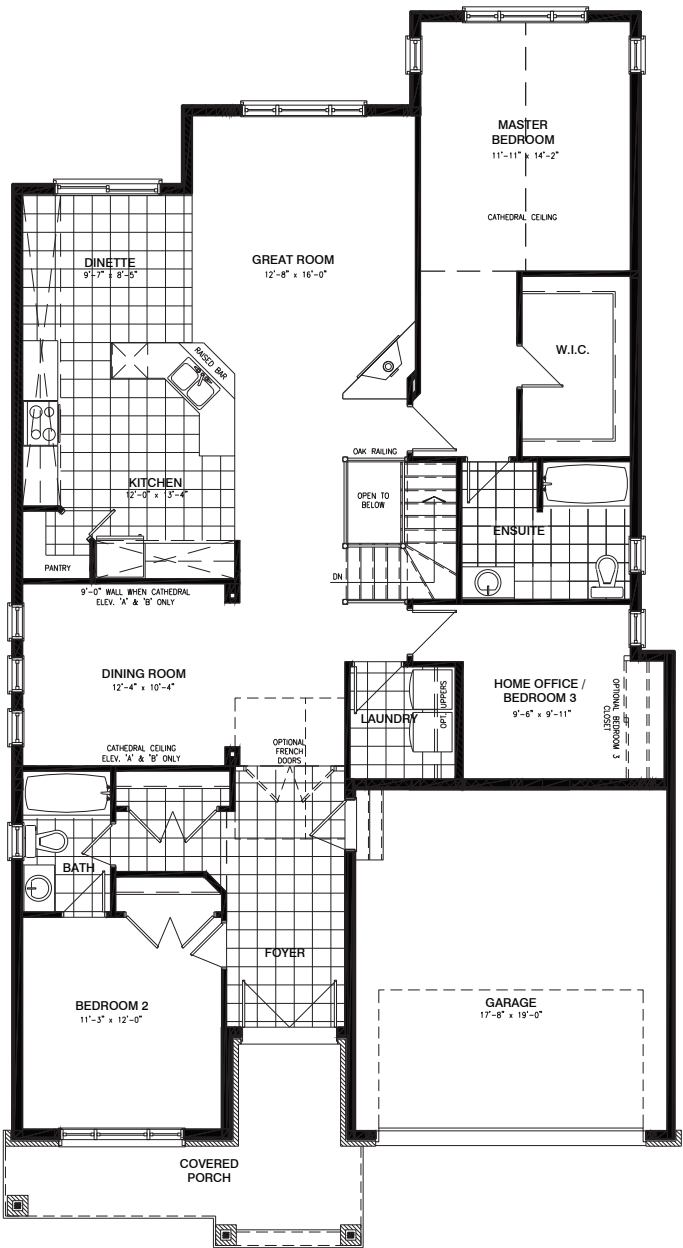 MASTER
BEDROOM
11'-11" x 14'-2"
CATHEDRAL CEILING
DINETTE
9'-7" x 8'-5"
GREAT ROOM
12'-8" x 16'-0"
RAISED BAR
W.I.C.
OAK RAILING
KITCHEN
12'-0" x 13'-4"
OPEN TO
BELOW
ENSUITE
PANTRY
DN
9'-0" WALL WHEN CATHEDRAL
ELEV. 'A' & 'B' ONLY
DINING ROOM
12'-4" x 10'-4"
HOME OFFICE /
BEDROOM 3
9'-6" x 9'-11"
OPTIONAL BEDROOM 3
CLOSET
LAUNDRY
OPT. UPPERS
CATHEDRAL CEILING
ELEV. 'A' & 'B' ONLY
OPTIONAL
FRENCH
DOORS
BATH
FOYER
BEDROOM 2
11'-3" x 12'-0"
GARAGE
17'-8" x 19'-0"
COVERED
PORCH